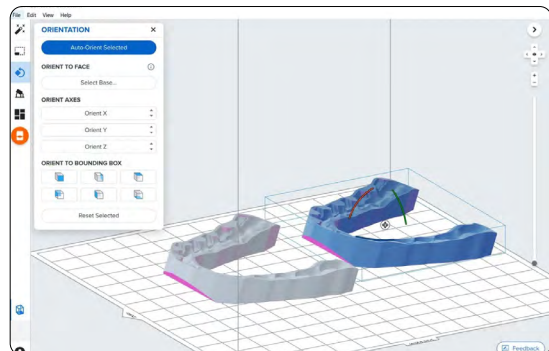 File Edit View Help
ORIENTATION
Auto-Orient Selected
ORIENT TO FACE
Select Base...
ORIENT AXES
Orient X
Orient Y
Orient Z
ORIENT TO BOUNDING BOX
Reset Selected
Feedback